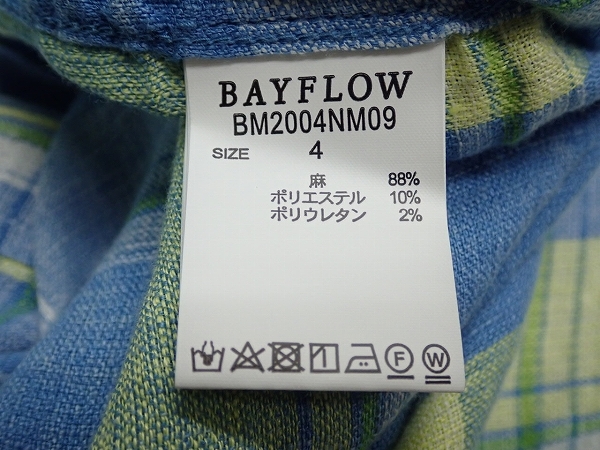 BAYFLOW
BM2004NM09
SIZE 4
麻 88%
ポリエステル 10%
ポリウレタン 2%
F W